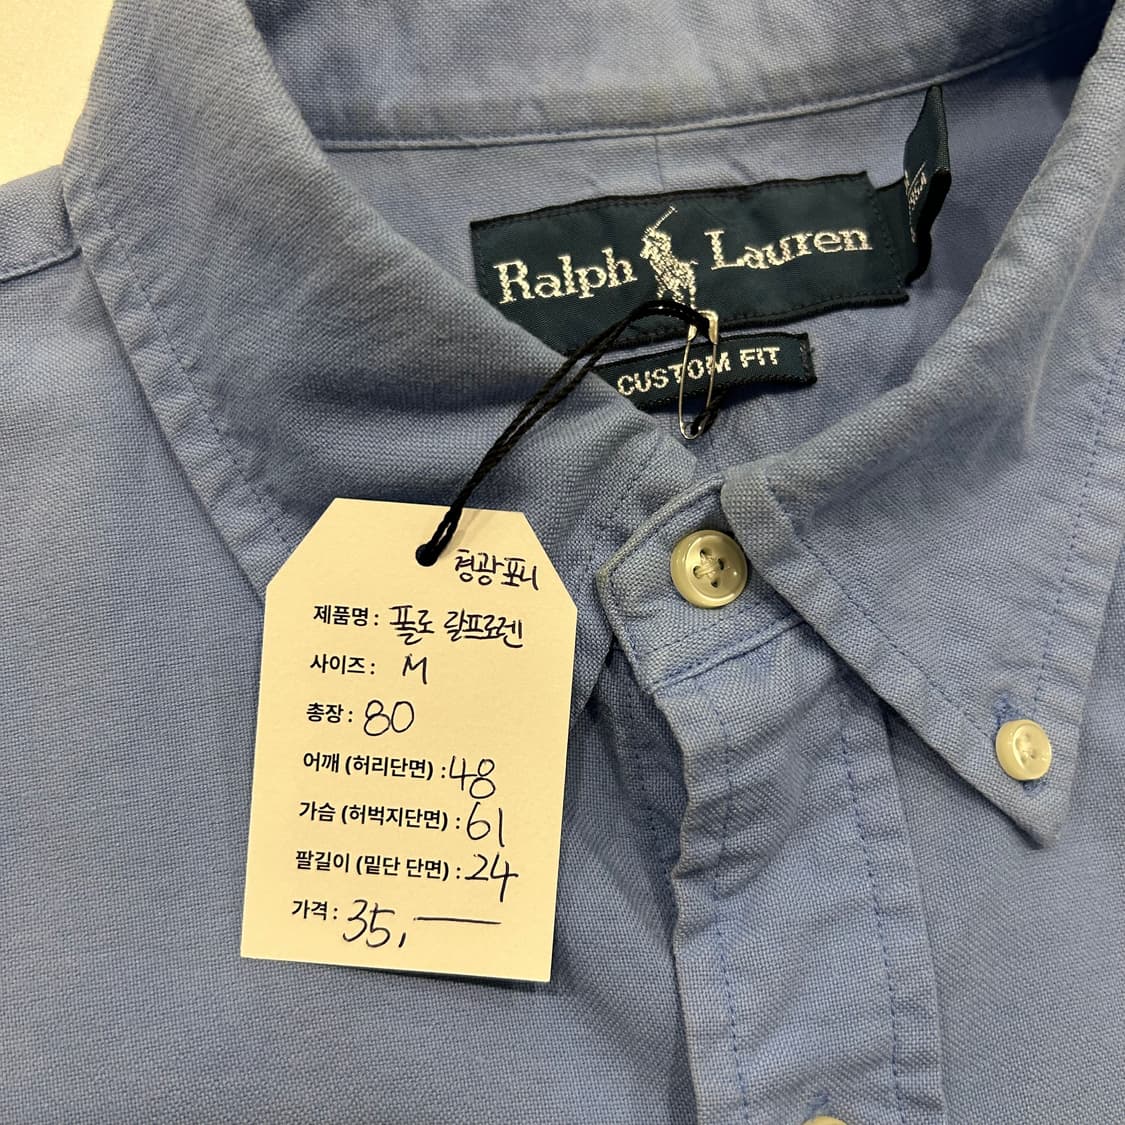 Ralph Lauren
CUSTOM FIT
형광포니
제품명 : 폴로 랄프로렌
사이즈 : M
총장 : 80
어깨 (허리단면) : 48
가슴 (허벅지단면) : 61
팔길이 (밑단 단면) : 24
가격 : 35,—